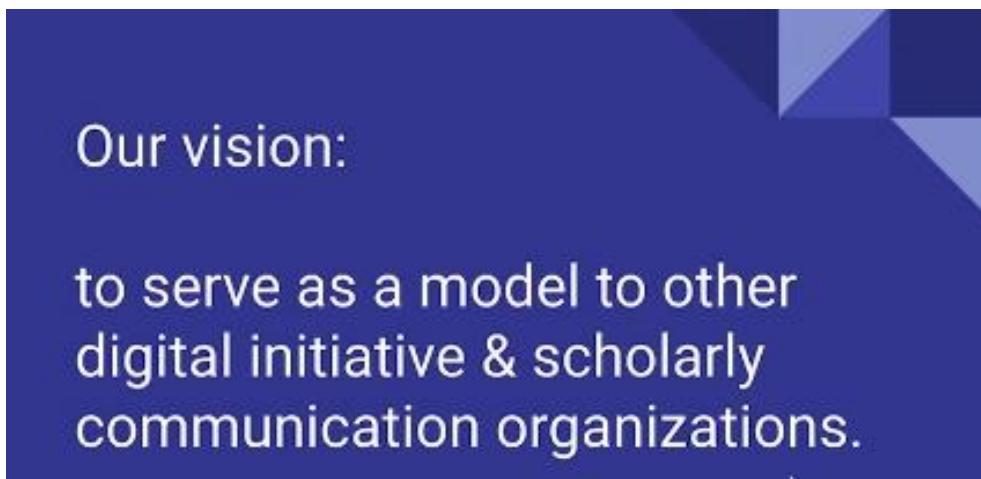 Our vision:
to serve as a model to other
digital initiative & scholarly
communication organizations.